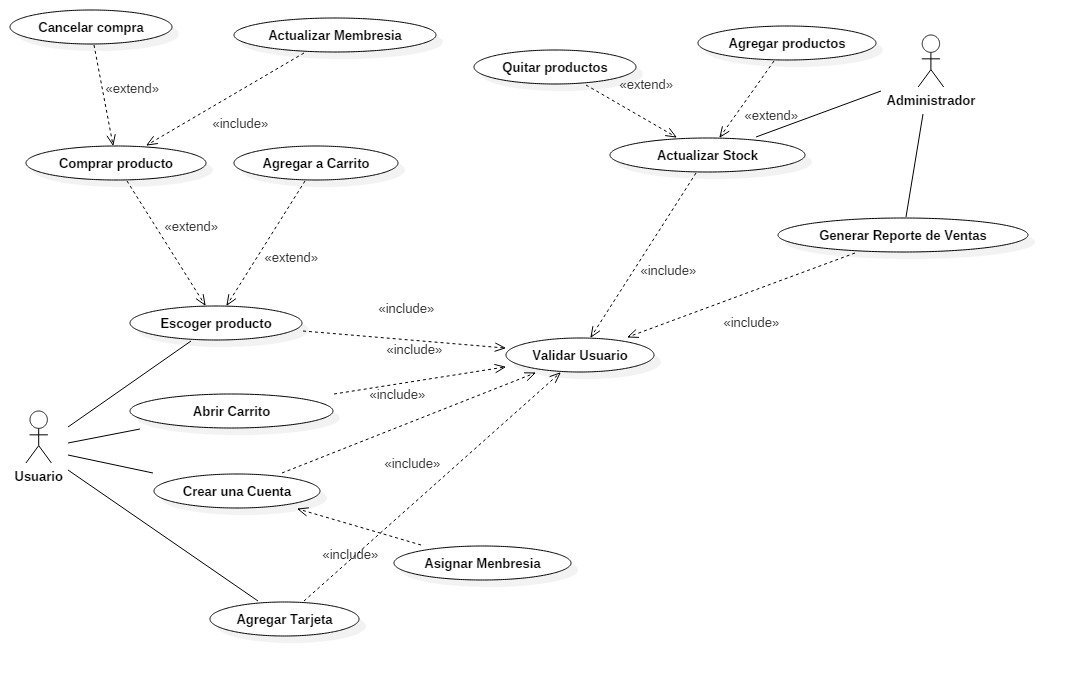 Cancelar compra
Actualizar Membresia
Agregar productos
Quitar productos
«extend»
«extend»
Administrador
«extend»
«include»
Comprar producto
Agregar a Carrito
Actualizar Stock
«extend»
Generar Reporte de Ventas
«extend»
«include»
«include»
Escoger producto
«include»
«include»
Validar Usuario
«include»
Abrir Carrito
«include»
Usuario
Crear una Cuenta
«include»
Asignar Menbresia
Agregar Tarjeta